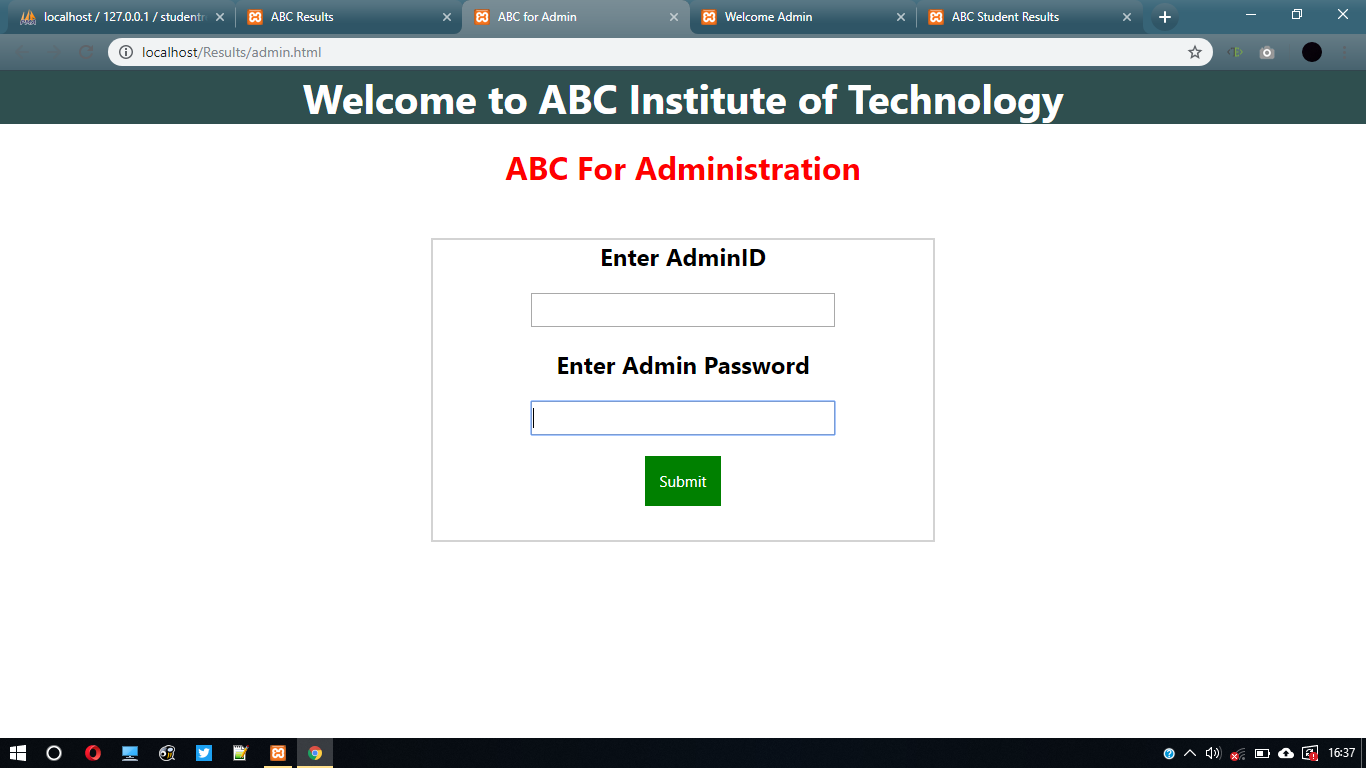 localhost / 127.0.0.1 / studentr
ABC Results
ABC for Admin
Welcome Admin
ABC Student Results
localhost/Results/admin.html
Welcome to ABC Institute of Technology
ABC For Administration
Enter AdminID
Enter Admin Password
Submit
16:37